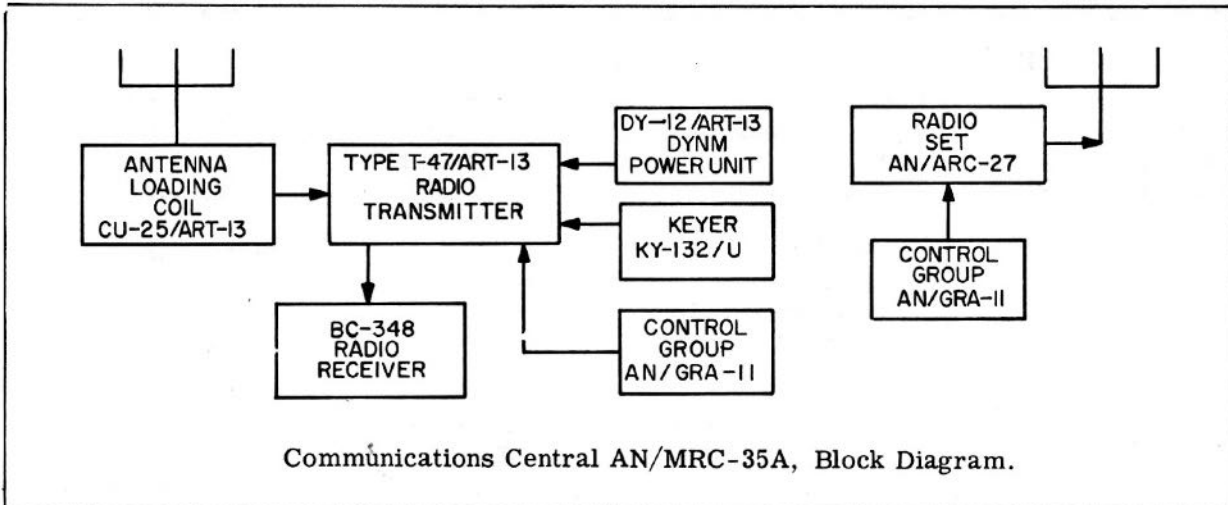 ANTENNA
LOADING
COIL
CU-25/ART-13
TYPE T-47/ART-13
RADIO
TRANSMITTER
BC-348
RADIO
RECEIVER
DY-12/ART-13
DYNM
POWER UNIT
KEYER
KY-132/U
CONTROL
GROUP
AN/GRA-11
RADIO
SET
AN/ARC-27
CONTROL
GROUP
AN/GRA-11
Communications Central AN/MRC-35A, Block Diagram.